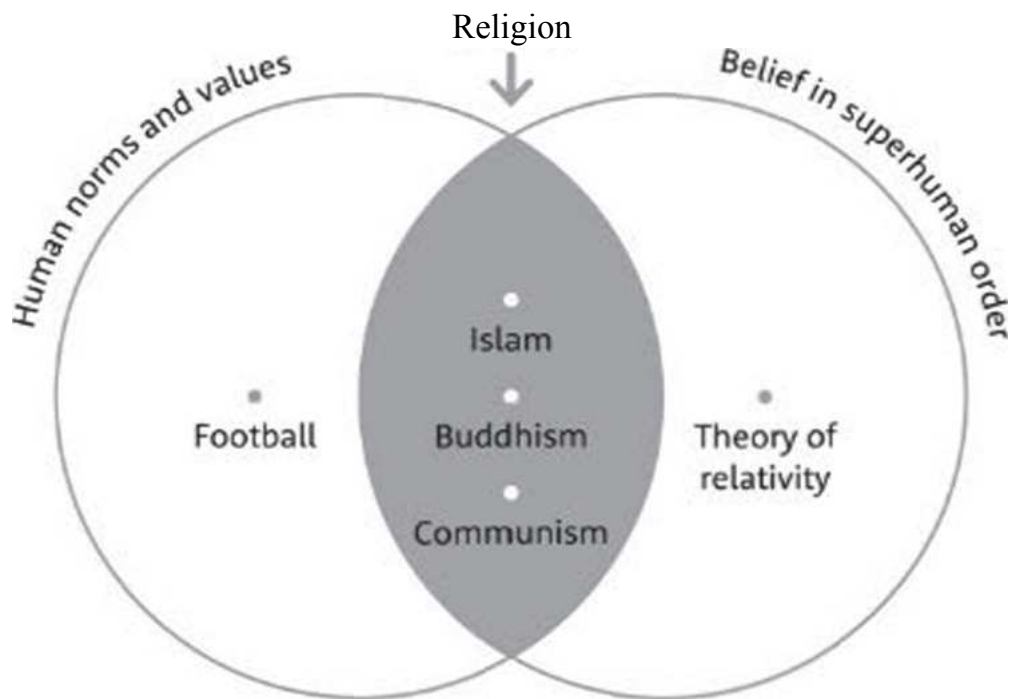 Religion
Human norms and values
Belief in superhuman order
Islam
Football
Buddhism
Theory of
relativity
Communism